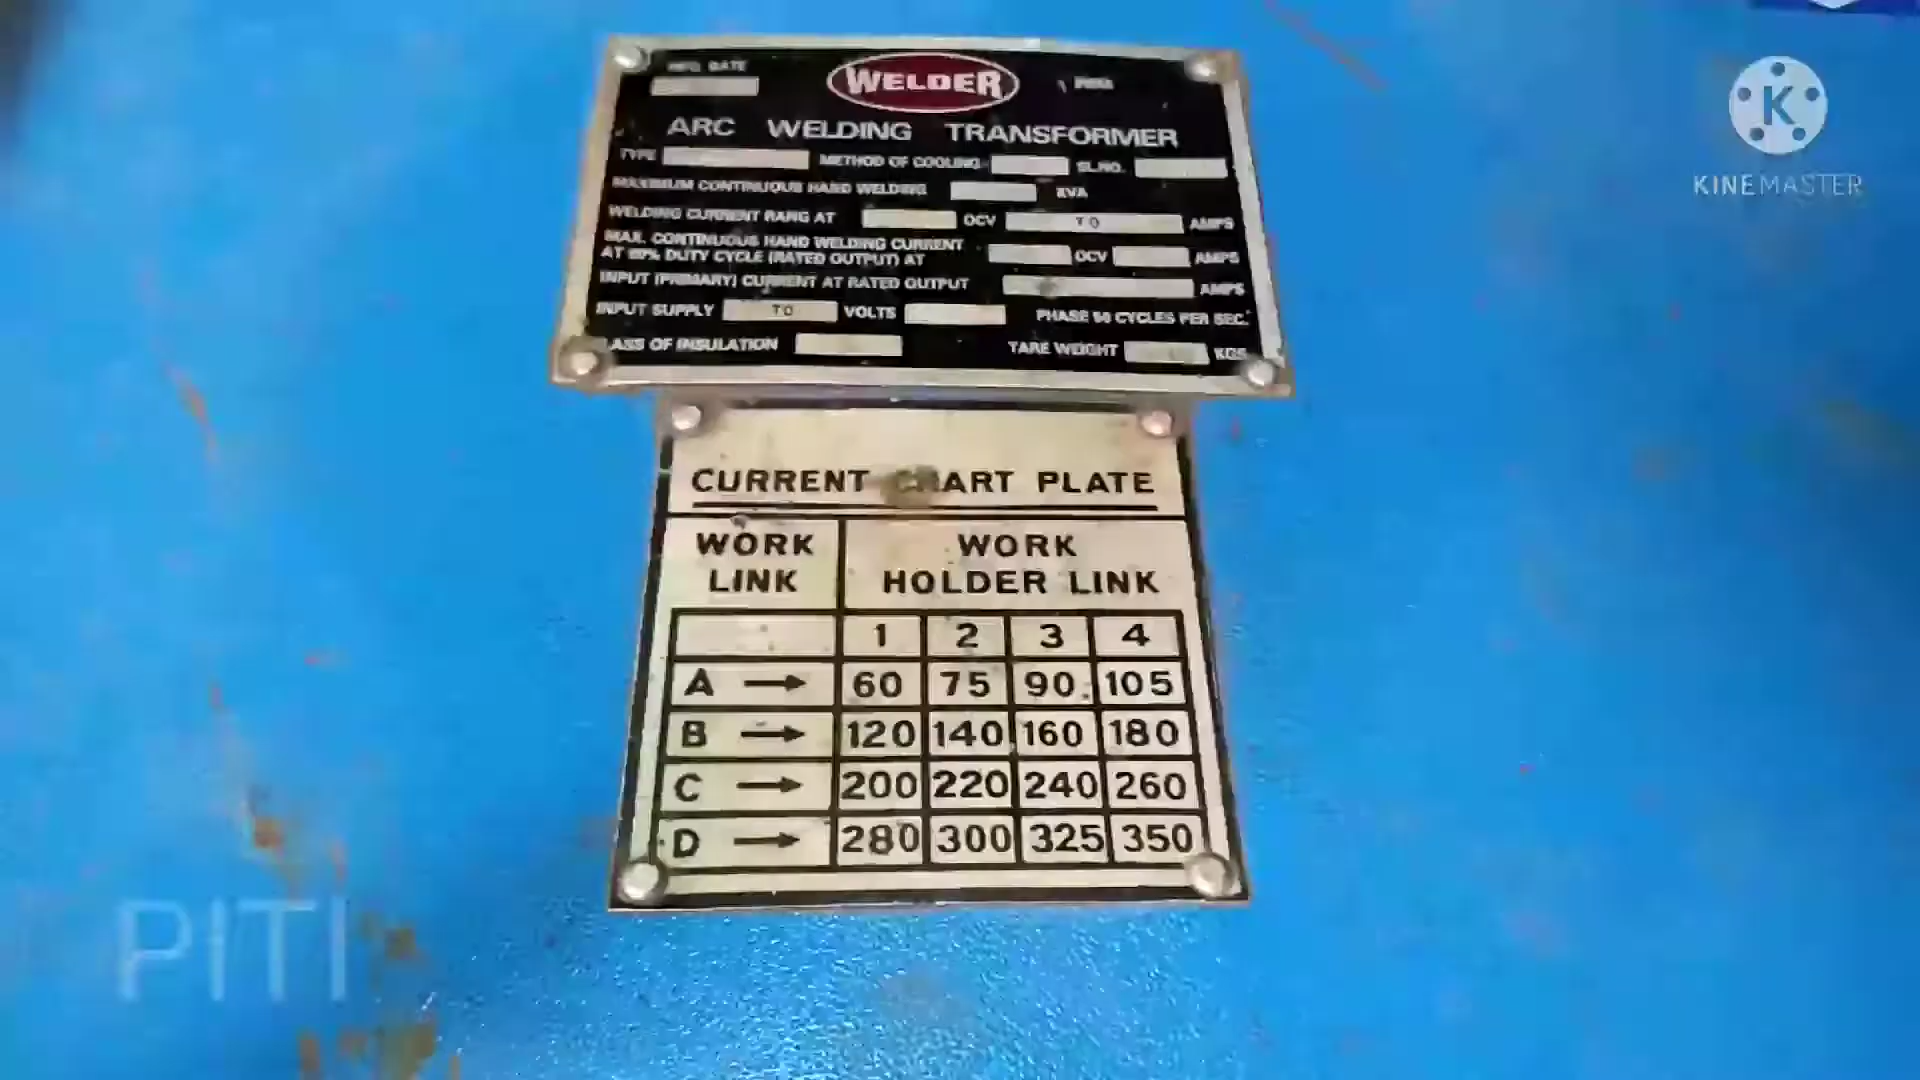 MFG. DATE
WELDER
KINEMASTER
ARC WELDING TRANSFORMER
TYPE METHOD OF COOLING SL.NO.
MAXIMUM CONTINUOUS HAND WELDING KVA
WELDING CURRENT RANG AT OCV TO AMPS
MAX. CONTINUOUS HAND WELDING CURRENT
AT 60% DUTY CYCLE (RATED OUTPUT) AT OCV AMPS
INPUT (PRIMARY) CURRENT AT RATED OUTPUT AMPS
INPUT SUPPLY TO VOLTS PHASE 50 CYCLES PER SEC.
LASS OF INSULATION TARE WEIGHT KGS
CURRENT CHART PLATE
WORK LINK
WORK HOLDER LINK
1 2 3 4
A → 60 75 90 105
B → 120 140 160 180
C → 200 220 240 260
D → 280 300 325 350
PITI